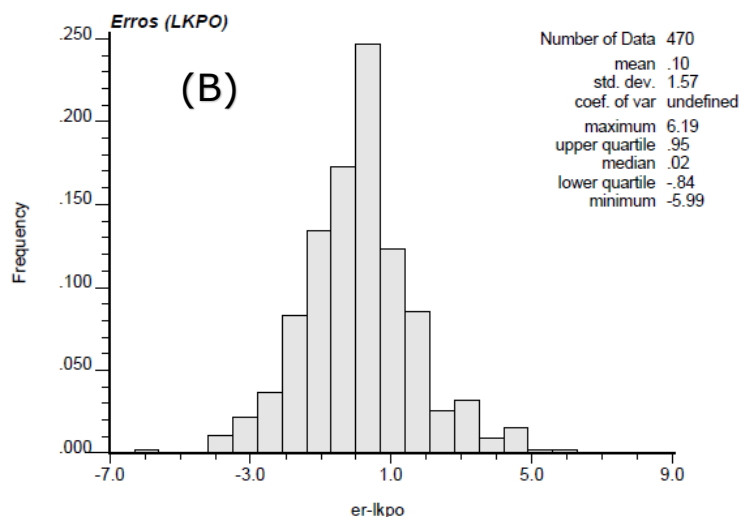 Erros (LKPO)
(B)
Number of Data 470
mean .10
std. dev. 1.57
coef. of var undefined
maximum 6.19
upper quartile .95
median .02
lower quartile -.84
minimum -5.99
Frequency
.250
.200
.150
.100
.050
.000
-7.0 -3.0 1.0 5.0 9.0
er-lkpo